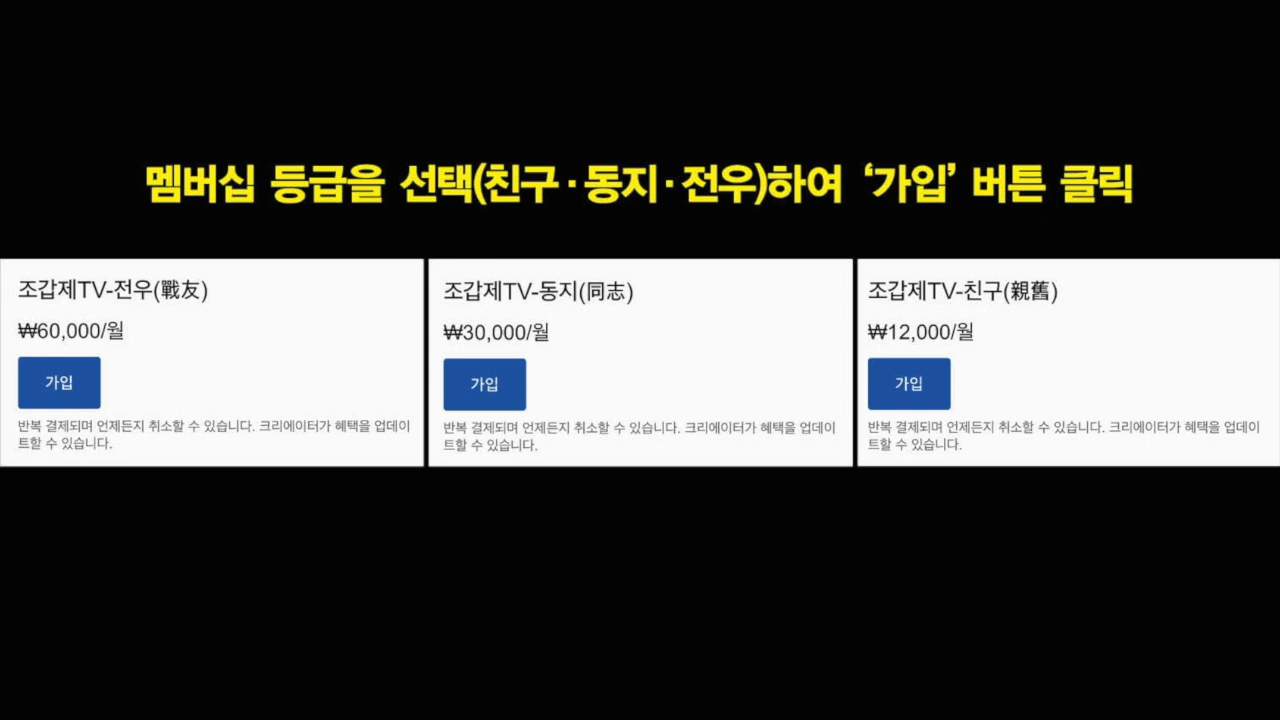 멤버십 등급을 선택(친구·동지·전우)하여 ‘가입’ 버튼 클릭
조갑제TV-전우(戰友)
₩60,000/월
가입
반복 결제되며 언제든지 취소할 수 있습니다. 크리에이터가 혜택을 업데이
트할 수 있습니다.
조갑제TV-동지(同志)
₩30,000/월
가입
반복 결제되며 언제든지 취소할 수 있습니다. 크리에이터가 혜택을 업데이
트할 수 있습니다.
조갑제TV-친구(親舊)
₩12,000/월
가입
반복 결제되며 언제든지 취소할 수 있습니다. 크리에이터가 혜택을 업데이
트할 수 있습니다.